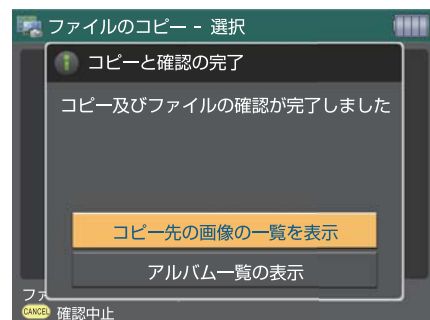 ファイルのコピー - 選択
コピーと確認の完了
コピー及びファイルの確認が完了しました
コピー先の画像の一覧を表示
アルバム一覧の表示
ファ
CANCEL 確認中止